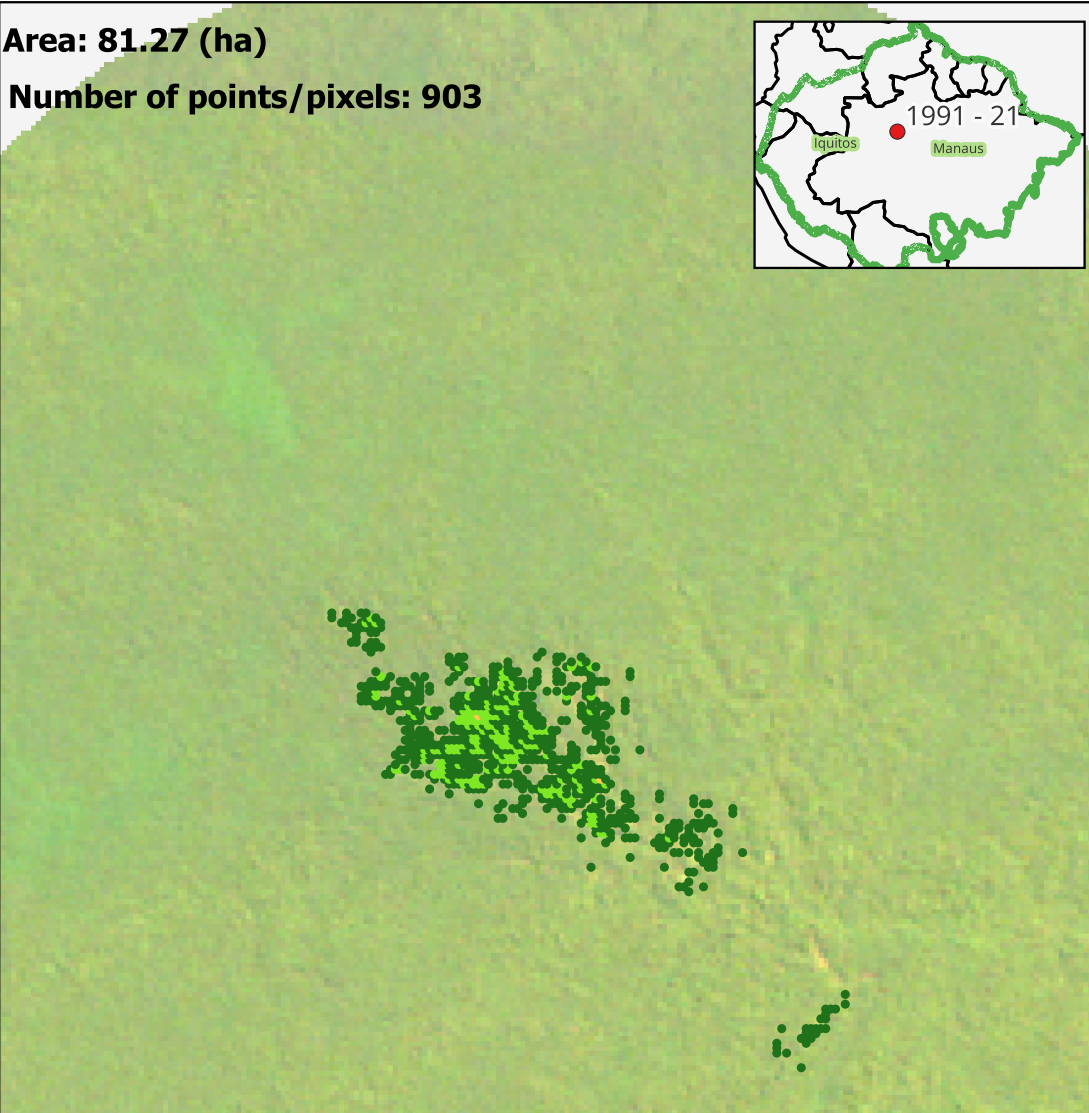 Area: 81.27 (ha)
Number of points/pixels: 903
1991 - 21
Iquitos
Manaus